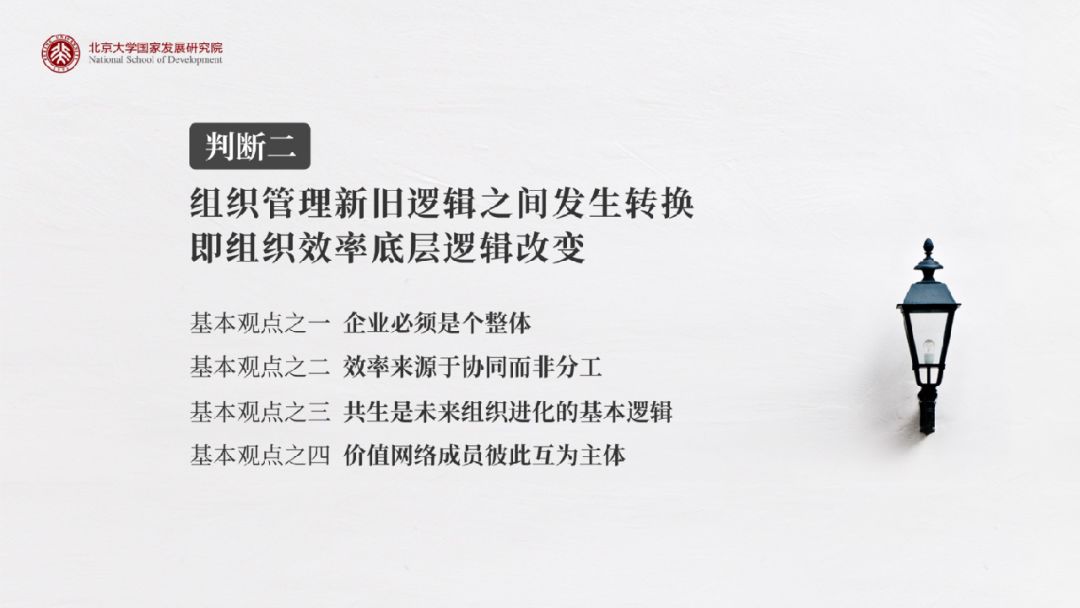 北京大学国家发展研究院
National School of Development
判断二
组织管理新旧逻辑之间发生转换
即组织效率底层逻辑改变
基本观点之一 企业必须是个整体
基本观点之二 效率来源于协同而非分工
基本观点之三 共生是未来组织进化的基本逻辑
基本观点之四 价值网络成员彼此互为主体